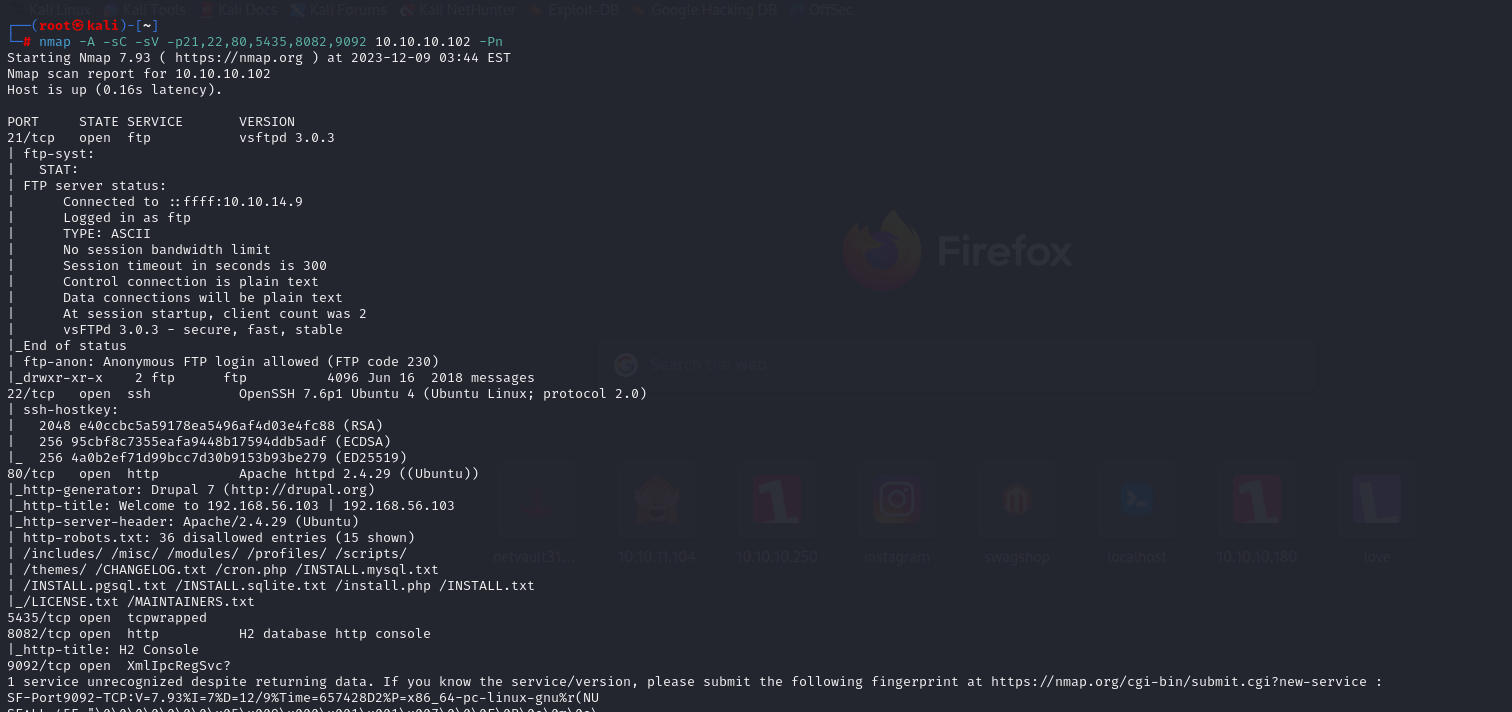 Kali Linux Kali Tools Kali Docs Kali Forums Kali NetHunter Exploit-DB Google Hacking DB OffSec
┌──(root㉿kali)-[~]
└─# nmap -A -sC -sV -p21,22,80,5435,8082,9092 10.10.10.102 -Pn
Starting Nmap 7.93 ( https://nmap.org ) at 2023-12-09 03:44 EST
Nmap scan report for 10.10.10.102
Host is up (0.16s latency).
PORT     STATE SERVICE       VERSION
21/tcp   open  ftp           vsftpd 3.0.3
| ftp-syst:
|   STAT:
| FTP server status:
|      Connected to ::ffff:10.10.14.9
|      Logged in as ftp
|      TYPE: ASCII
|      No session bandwidth limit
|      Session timeout in seconds is 300
|      Control connection is plain text
|      Data connections will be plain text
|      At session startup, client count was 2
|      vsFTPd 3.0.3 - secure, fast, stable
|_End of status
| ftp-anon: Anonymous FTP login allowed (FTP code 230)
|_drwxr-xr-x    2 ftp      ftp          4096 Jun 16  2018 messages
22/tcp   open  ssh           OpenSSH 7.6p1 Ubuntu 4 (Ubuntu Linux; protocol 2.0)
| ssh-hostkey:
|   2048 e40ccbc5a59178ea5496af4d03e4fc88 (RSA)
|   256 95cbf8c7355eafa9448b17594ddb5adf (ECDSA)
|_  256 4a0b2ef71d99bcc7d30b9153b93be279 (ED25519)
80/tcp   open  http          Apache httpd 2.4.29 ((Ubuntu))
|_http-generator: Drupal 7 (http://drupal.org)
|_http-title: Welcome to 192.168.56.103 | 192.168.56.103
|_http-server-header: Apache/2.4.29 (Ubuntu)
| http-robots.txt: 36 disallowed entries (15 shown)
| /includes/ /misc/ /modules/ /profiles/ /scripts/
| /themes/ /CHANGELOG.txt /cron.php /INSTALL.mysql.txt
| /INSTALL.pgsql.txt /INSTALL.sqlite.txt /install.php /INSTALL.txt
|_/LICENSE.txt /MAINTAINERS.txt
5435/tcp open  tcpwrapped
8082/tcp open  http          H2 database http console
|_http-title: H2 Console
9092/tcp open  XmlIpcRegSvc?
1 service unrecognized despite returning data. If you know the service/version, please submit the following fingerprint at https://nmap.org/cgi-bin/submit.cgi?new-service :
SF-Port9092-TCP:V=7.93%I=7%D=12/9%Time=657428D2%P=x86_64-pc-linux-gnu%r(NU
Firefox
Search the web
netvault31... 10.10.11.104 10.10.10.250 instagram swagshop localhost 10.10.10.180 love